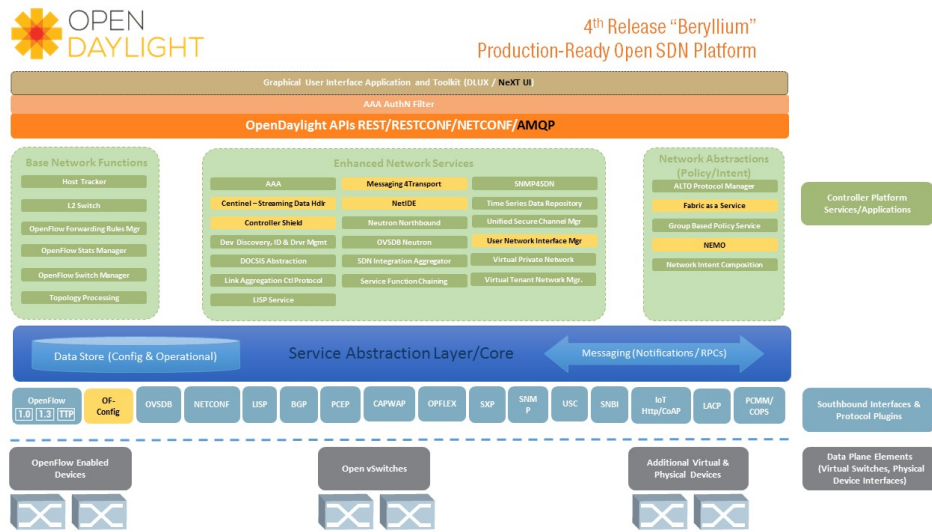 OPEN
DAYLIGHT
4th Release “Beryllium”
Production-Ready Open SDN Platform
Graphical User Interface Application and Toolkit (DLUX / NeXT UI)
AAA AuthN Filter
OpenDaylight APIs REST/RESTCONF/NETCONF/AMQP
Base Network Functions
Host Tracker
L2 Switch
OpenFlow Forwarding Rules Mgr
OpenFlow Stats Manager
OpenFlow Switch Manager
Topology Processing
Enhanced Network Services
AAA
Centinel – Streaming Data Hdlr
Controller Shield
Dev Discovery, ID & Drvr Mgmt
DOCSIS Abstraction
Link Aggregation Ctl Protocol
LISP Service
Messaging 4Transport
NetIDE
Neutron Northbound
OVSDB Neutron
SDN Integration Aggregator
Service Function Chaining
SNMP4SDN
Time Series Data Repository
Unified Secure Channel Mgr
User Network Interface Mgr
Virtual Private Network
Virtual Tenant Network Mgr.
Network Abstractions
(Policy/Intent)
ALTO Protocol Manager
Fabric as a Service
Group Based Policy Service
NEMO
Network Intent Composition
Controller Platform
Services/Applications
Data Store (Config & Operational)
Service Abstraction Layer/Core
Messaging (Notifications / RPCs)
OpenFlow
1.0 1.3 TTP
OF-
Config
OVSDB
NETCONF
LISP
BGP
PCEP
CAPWAP
OPFLEX
SXP
SNM
P
USC
SNBI
IoT
Http/CoAP
LACP
PCMM/
COPS
Southbound Interfaces &
Protocol Plugins
OpenFlow Enabled
Devices
Open vSwitches
Additional Virtual &
Physical Devices
Data Plane Elements
(Virtual Switches, Physical
Device Interfaces)